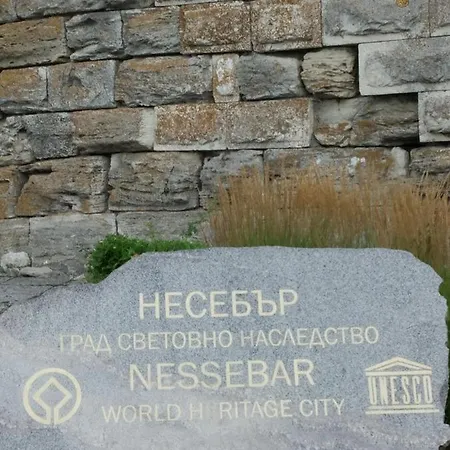 НЕСЕБЪР
ГРАД СВЕТОВНО НАСЛЕДСТВО
NESSEBAR
WORLD H RITAGE CITY
UNESCO